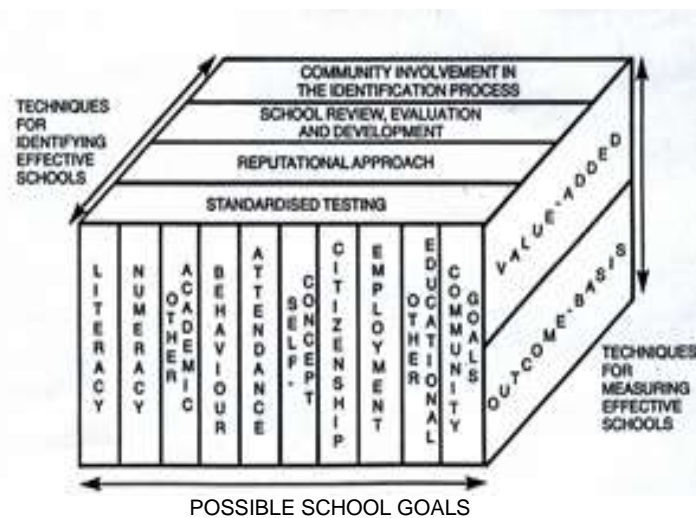 COMMUNITY INVOLVEMENT IN
THE IDENTIFICATION PROCESS
TECHNIQUES
FOR
IDENTIFYING
EFFECTIVE
SCHOOLS
SCHOOL REVIEW, EVALUATION
AND DEVELOPMENT
REPUTATIONAL APPROACH
STANDARDISED TESTING
VALUE-ADDED
OUTCOME-BASIS
LITERACY
NUMERACY
OTHER
ACADEMIC
BEHAVIOUR
ATTENDANCE
SELF-
CONCEPT
CITIZENSHIP
EMPLOYMENT
OTHER
EDUCATIONAL
COMMUNITY
GOALS
TECHNIQUES
FOR
MEASURING
EFFECTIVE
SCHOOLS
POSSIBLE SCHOOL GOALS